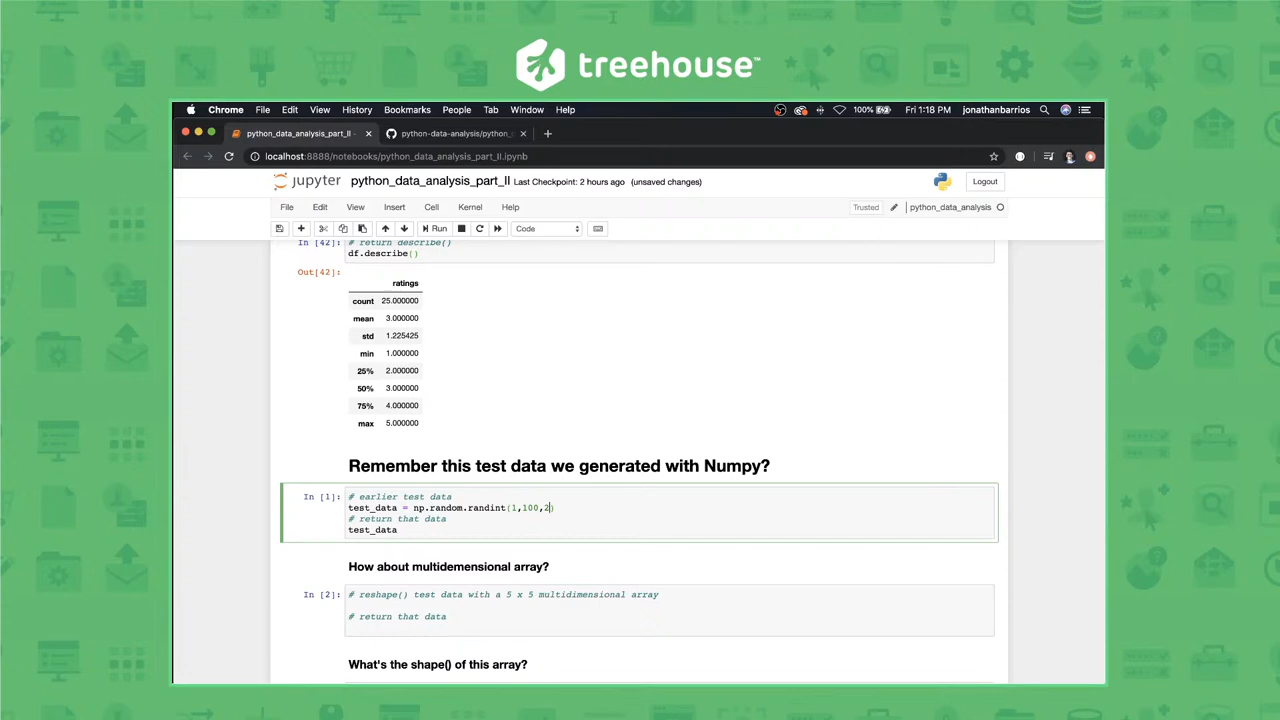 treehouse™
Chrome File Edit View History Bookmarks People Tab Window Help 100% Fri 1:18 PM jonathanbarrios
python_data_analysis_part_II - python-data-analysis/python_
localhost:8888/notebooks/python_data_analysis_part_II.ipynb
jupyter python_data_analysis_part_II Last Checkpoint: 2 hours ago (unsaved changes) Logout
File Edit View Insert Cell Kernel Help Trusted python_data_analysis
Run Code
In [42]: # return describe()
df.describe()
Out[42]:
ratings
count 25.000000
mean 3.000000
std 1.225425
min 1.000000
25% 2.000000
50% 3.000000
75% 4.000000
max 5.000000
Remember this test data we generated with Numpy?
In [1]: # earlier test data
test_data = np.random.randint(1,100,2)
# return that data
test_data
How about multidemensional array?
In [2]: # reshape() test data with a 5 x 5 multidimensional array
# return that data
What's the shape() of this array?